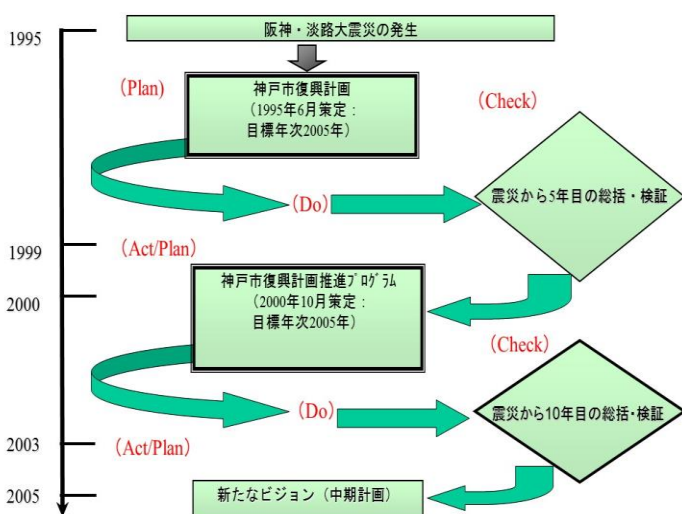 1995
阪神・淡路大震災の発生
(Plan)
神戸市復興計画
（1995年6月策定：
目標年次2005年）
(Check)
震災から5年目の総括・検証
(Do)
1999
(Act/Plan)
2000
神戸市復興計画推進ﾌﾟﾛｸﾞﾗﾑ
（2000年10月策定：
目標年次2005年）
(Check)
震災から10年目の総括・検証
(Do)
2003
(Act/Plan)
2005
新たなビジョン（中期計画）